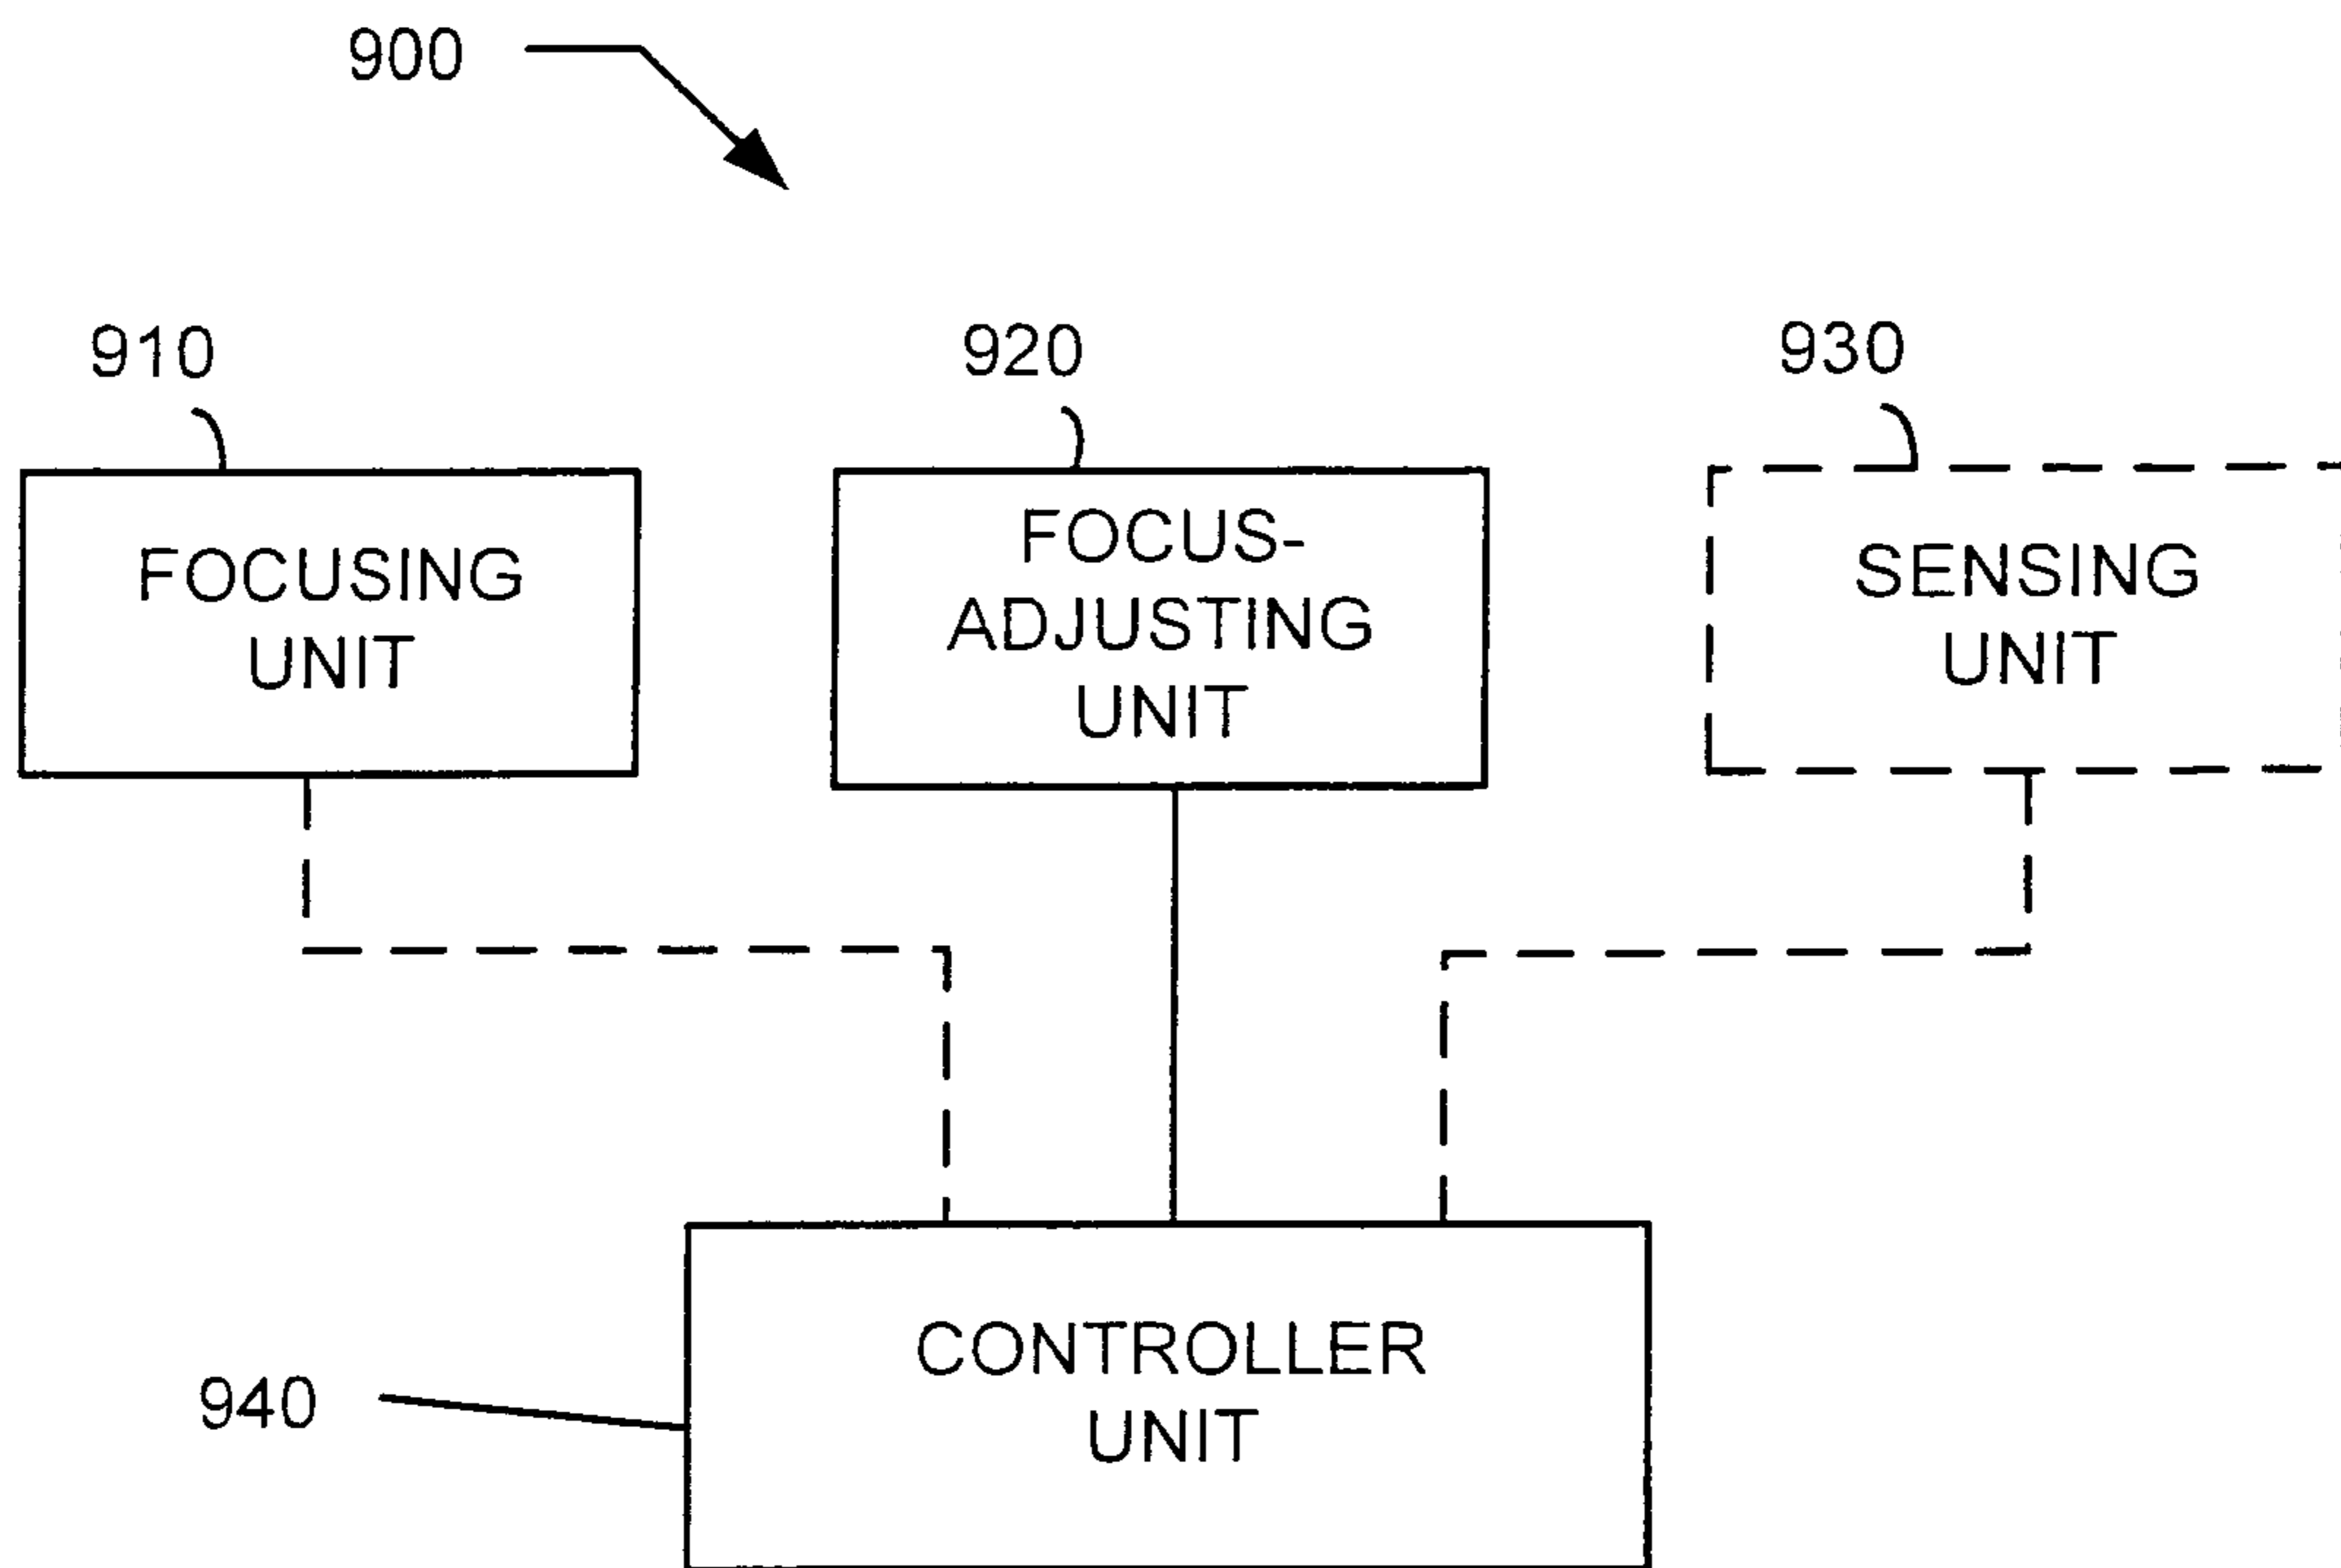 900
910
920
930
FOCUSING
UNIT
FOCUS-
ADJUSTING
UNIT
SENSING
UNIT
CONTROLLER
UNIT
940